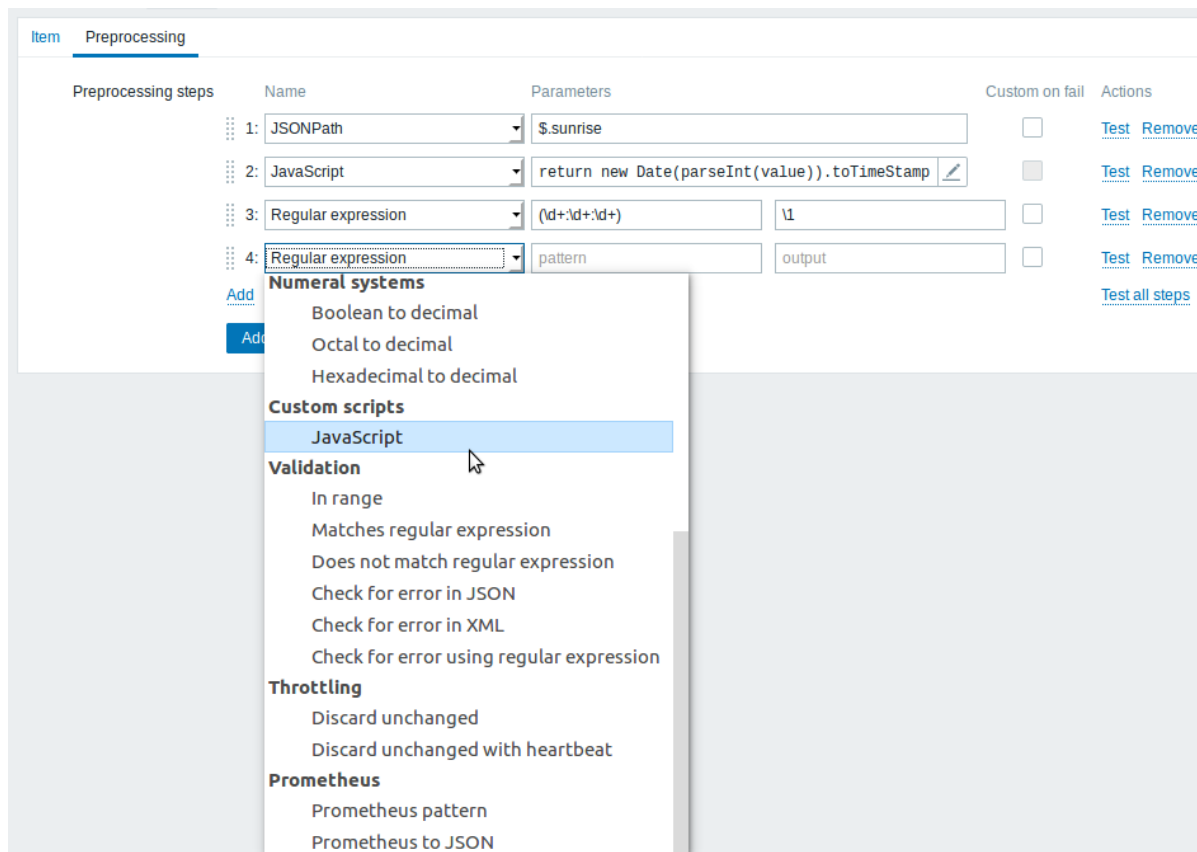 Item Preprocessing
Preprocessing steps Name Parameters Custom on fail Actions
1: JSONPath $.sunrise Test Remove
2: JavaScript return new Date(parseInt(value)).toTimeStamp Test Remove
3: Regular expression (\d+:\d+:\d+) \1 Test Remove
4: Regular expression pattern output Test Remove
Add Test all steps
Numeral systems
Boolean to decimal
Octal to decimal
Add
Hexadecimal to decimal
Custom scripts
JavaScript
Validation
In range
Matches regular expression
Does not match regular expression
Check for error in JSON
Check for error in XML
Check for error using regular expression
Throttling
Discard unchanged
Discard unchanged with heartbeat
Prometheus
Prometheus pattern
Prometheus to JSON